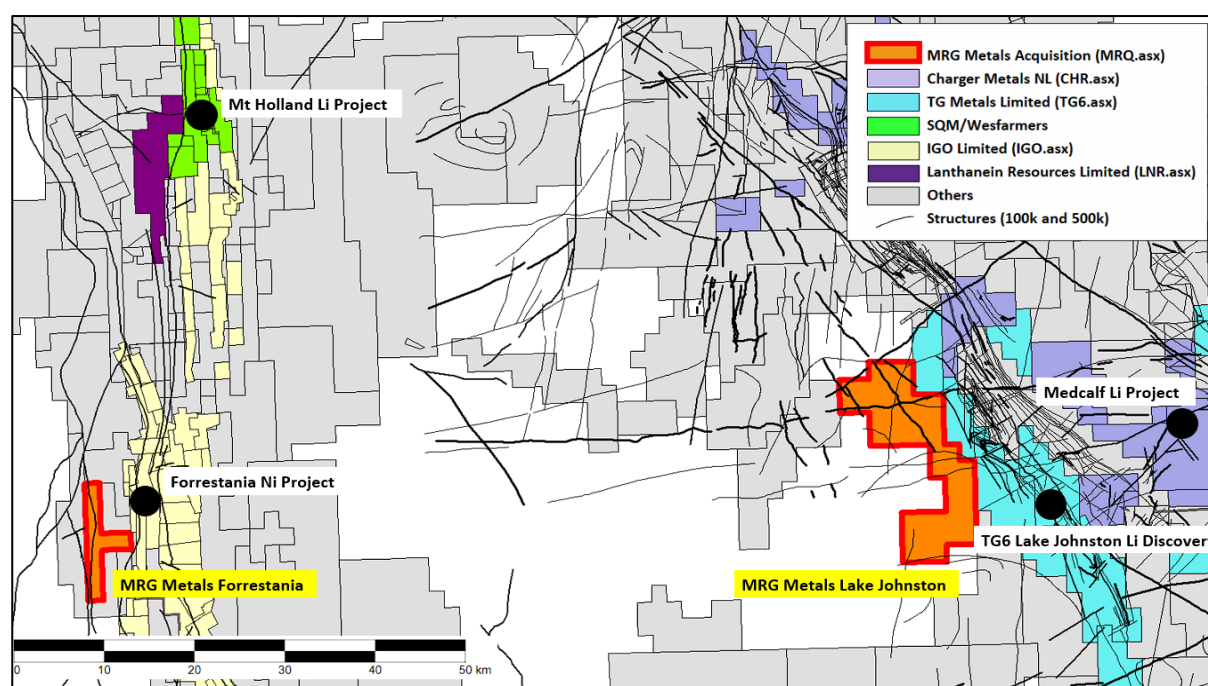 MRG Metals Acquisition (MRQ.asx)
Charger Metals NL (CHR.asx)
TG Metals Limited (TG6.asx)
SQM/Wesfarmers
IGO Limited (IGO.asx)
Lanthanein Resources Limited (LNR.asx)
Others
Structures (100k and 500k)
Mt Holland Li Project
Medcalf Li Project
Forrestania Ni Project
TG6 Lake Johnston Li Discovery
MRG Metals Forrestania
MRG Metals Lake Johnston
0 10 20 30 40 50 km